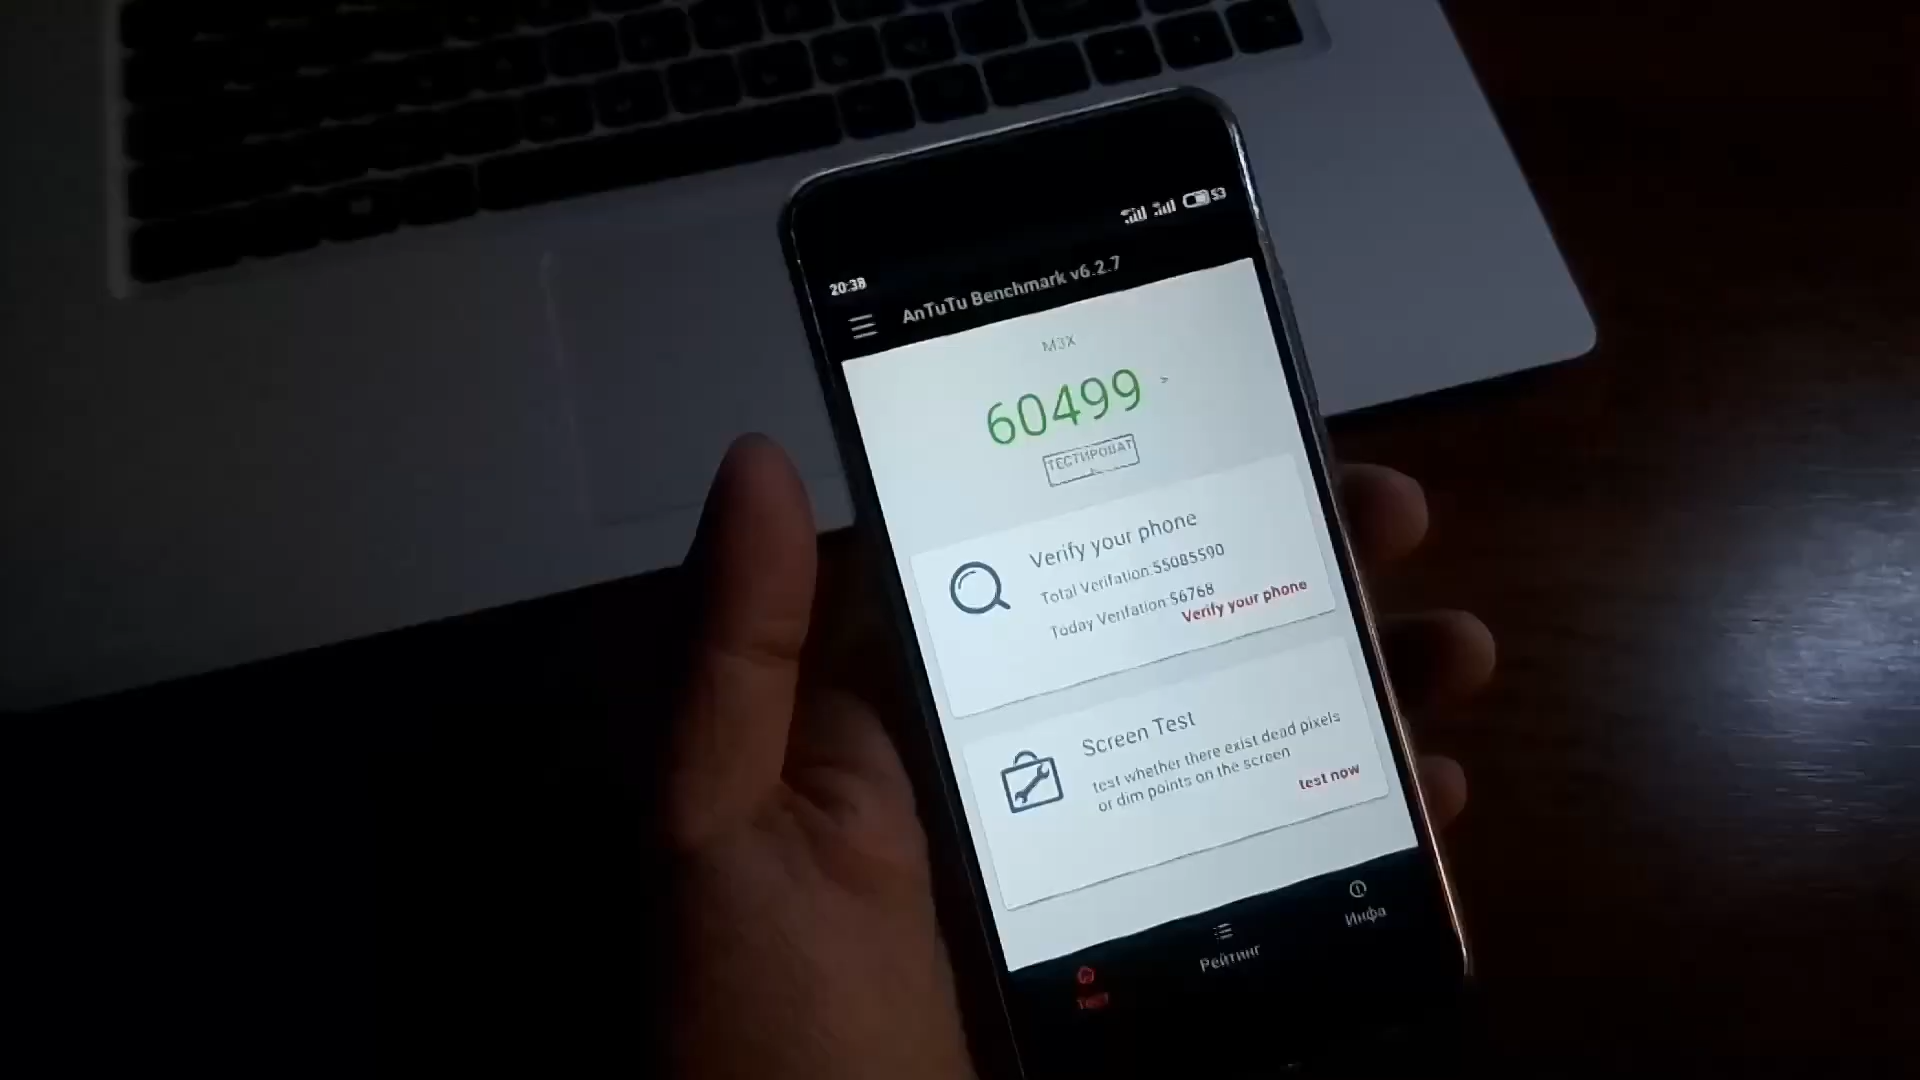 53
20:38
AnTuTu Benchmark v6.2.7
M3X
60499 >
ТЕСТИРОВАТ
Ь
Verify your phone
Total Verifation:55085590
Today Verifation:56768
Verify your phone
Screen Test
test whether there exist dead pixels
or dim points on the screen
test now
Тест
Рейтинг
Инфа